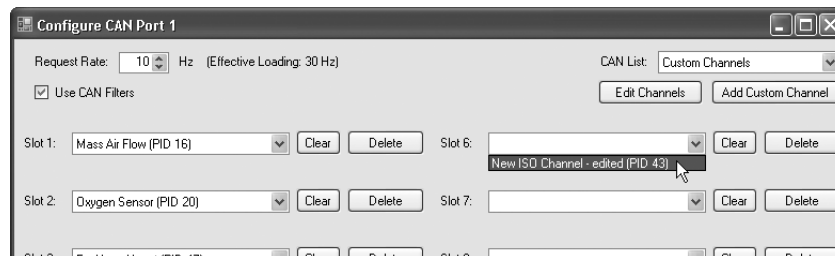 Configure CAN Port 1
Request Rate: 10 Hz (Effective Loading: 30 Hz) CAN List: Custom Channels
Use CAN Filters Edit Channels Add Custom Channel
Slot 1: Mass Air Flow (PID 16) Clear Delete Slot 6: Clear Delete
New ISO Channel - edited (PID 43)
Slot 2: Oxygen Sensor (PID 20) Clear Delete Slot 7: Clear Delete